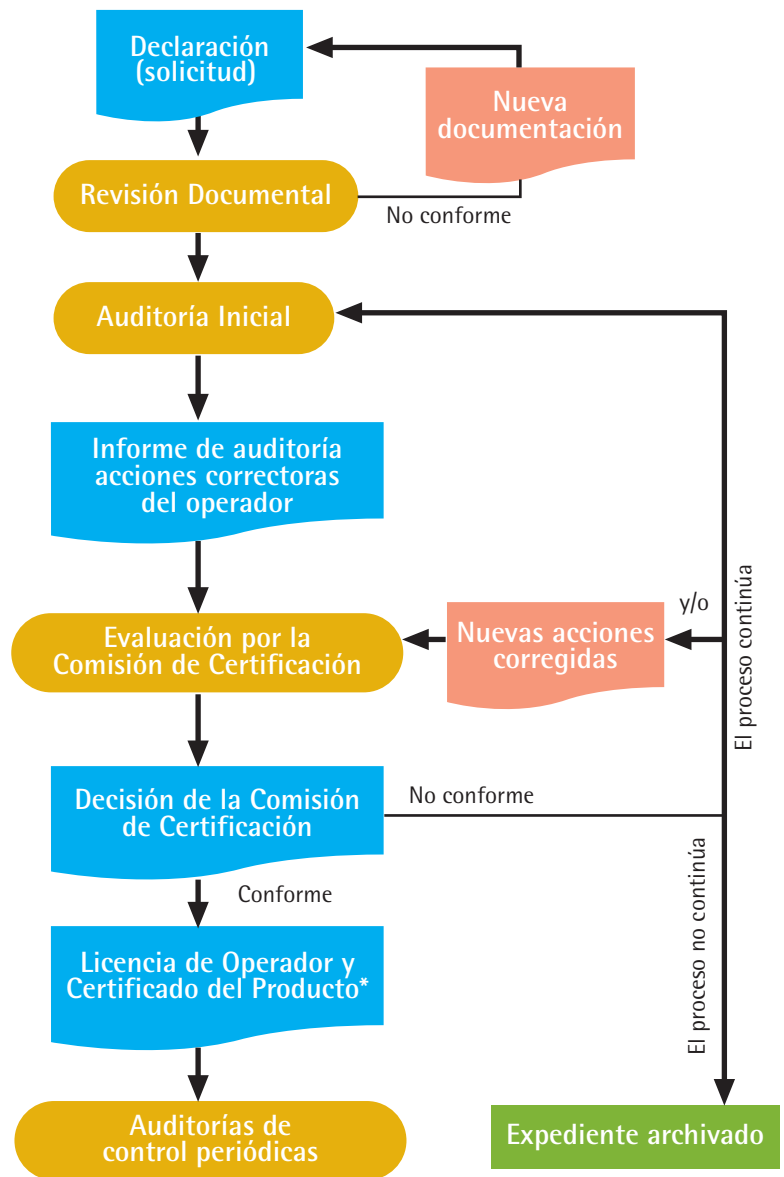 Declaración
(solicitud)
Nueva
documentación
Revisión Documental
No conforme
Auditoría Inicial
Informe de auditoría
acciones correctoras
del operador
El proceso continúa
y/o
Evaluación por la
Comisión de Certificación
Nuevas acciones
corregidas
Decisión de la Comisión
de Certificación
No conforme
El proceso no continúa
Conforme
Licencia de Operador y
Certificado del Producto*
Auditorías de
control periódicas
Expediente archivado